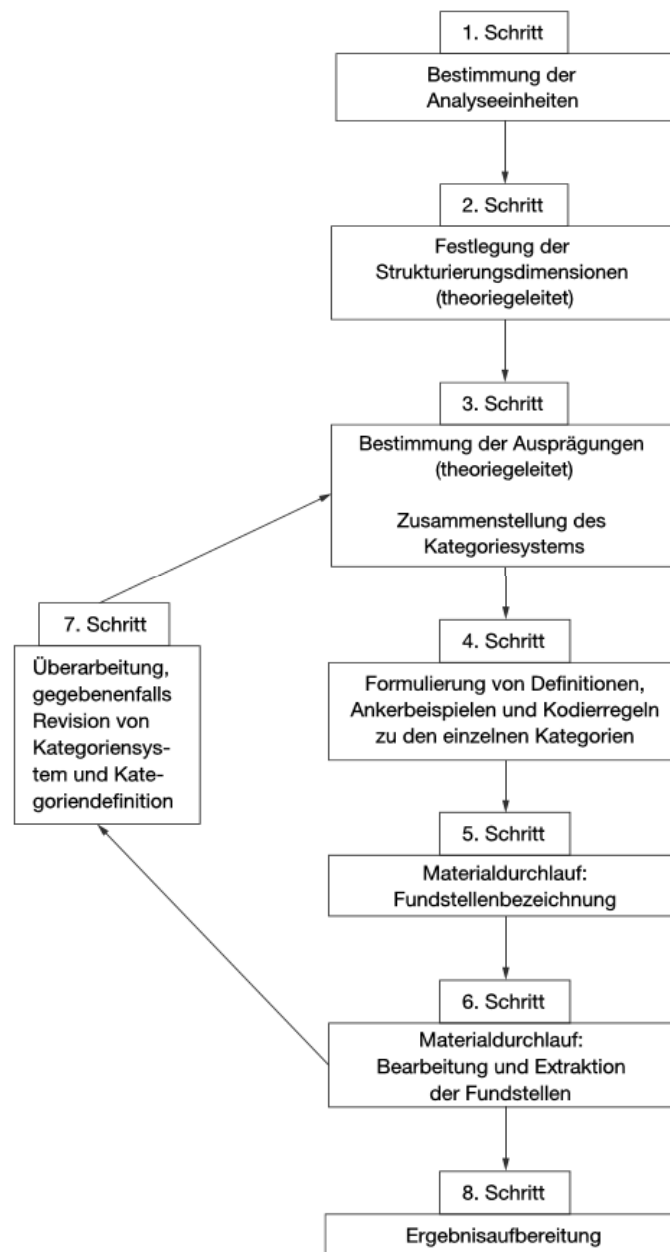 1. Schritt
Bestimmung der
Analyseeinheiten
2. Schritt
Festlegung der
Strukturierungsdimensionen
(theoriegeleitet)
3. Schritt
Bestimmung der Ausprägungen
(theoriegeleitet)
Zusammenstellung des
Kategoriesystems
4. Schritt
Formulierung von Definitionen,
Ankerbeispielen und Kodierregeln
zu den einzelnen Kategorien
5. Schritt
Materialdurchlauf:
Fundstellenbezeichnung
6. Schritt
Materialdurchlauf:
Bearbeitung und Extraktion
der Fundstellen
7. Schritt
Überarbeitung,
gegebenenfalls
Revision von
Kategoriensys-
tem und Kate-
goriendefinition
8. Schritt
Ergebnisaufbereitung